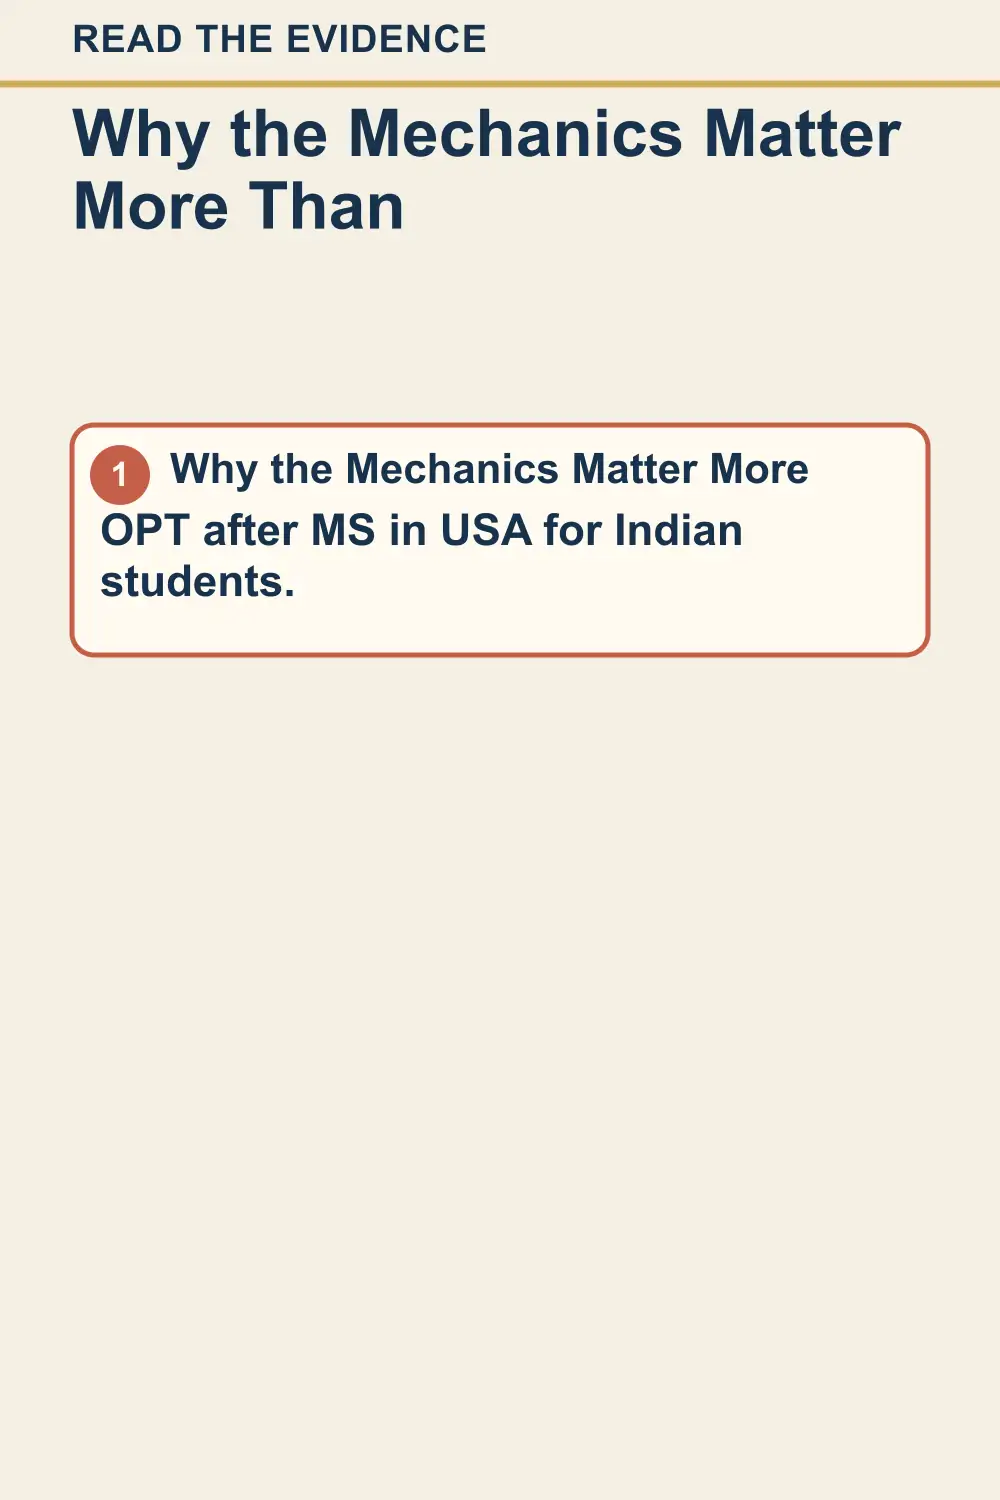 READ THE EVIDENCE
Why the Mechanics Matter
More Than
1 Why the Mechanics Matter More
OPT after MS in USA for Indian
students.